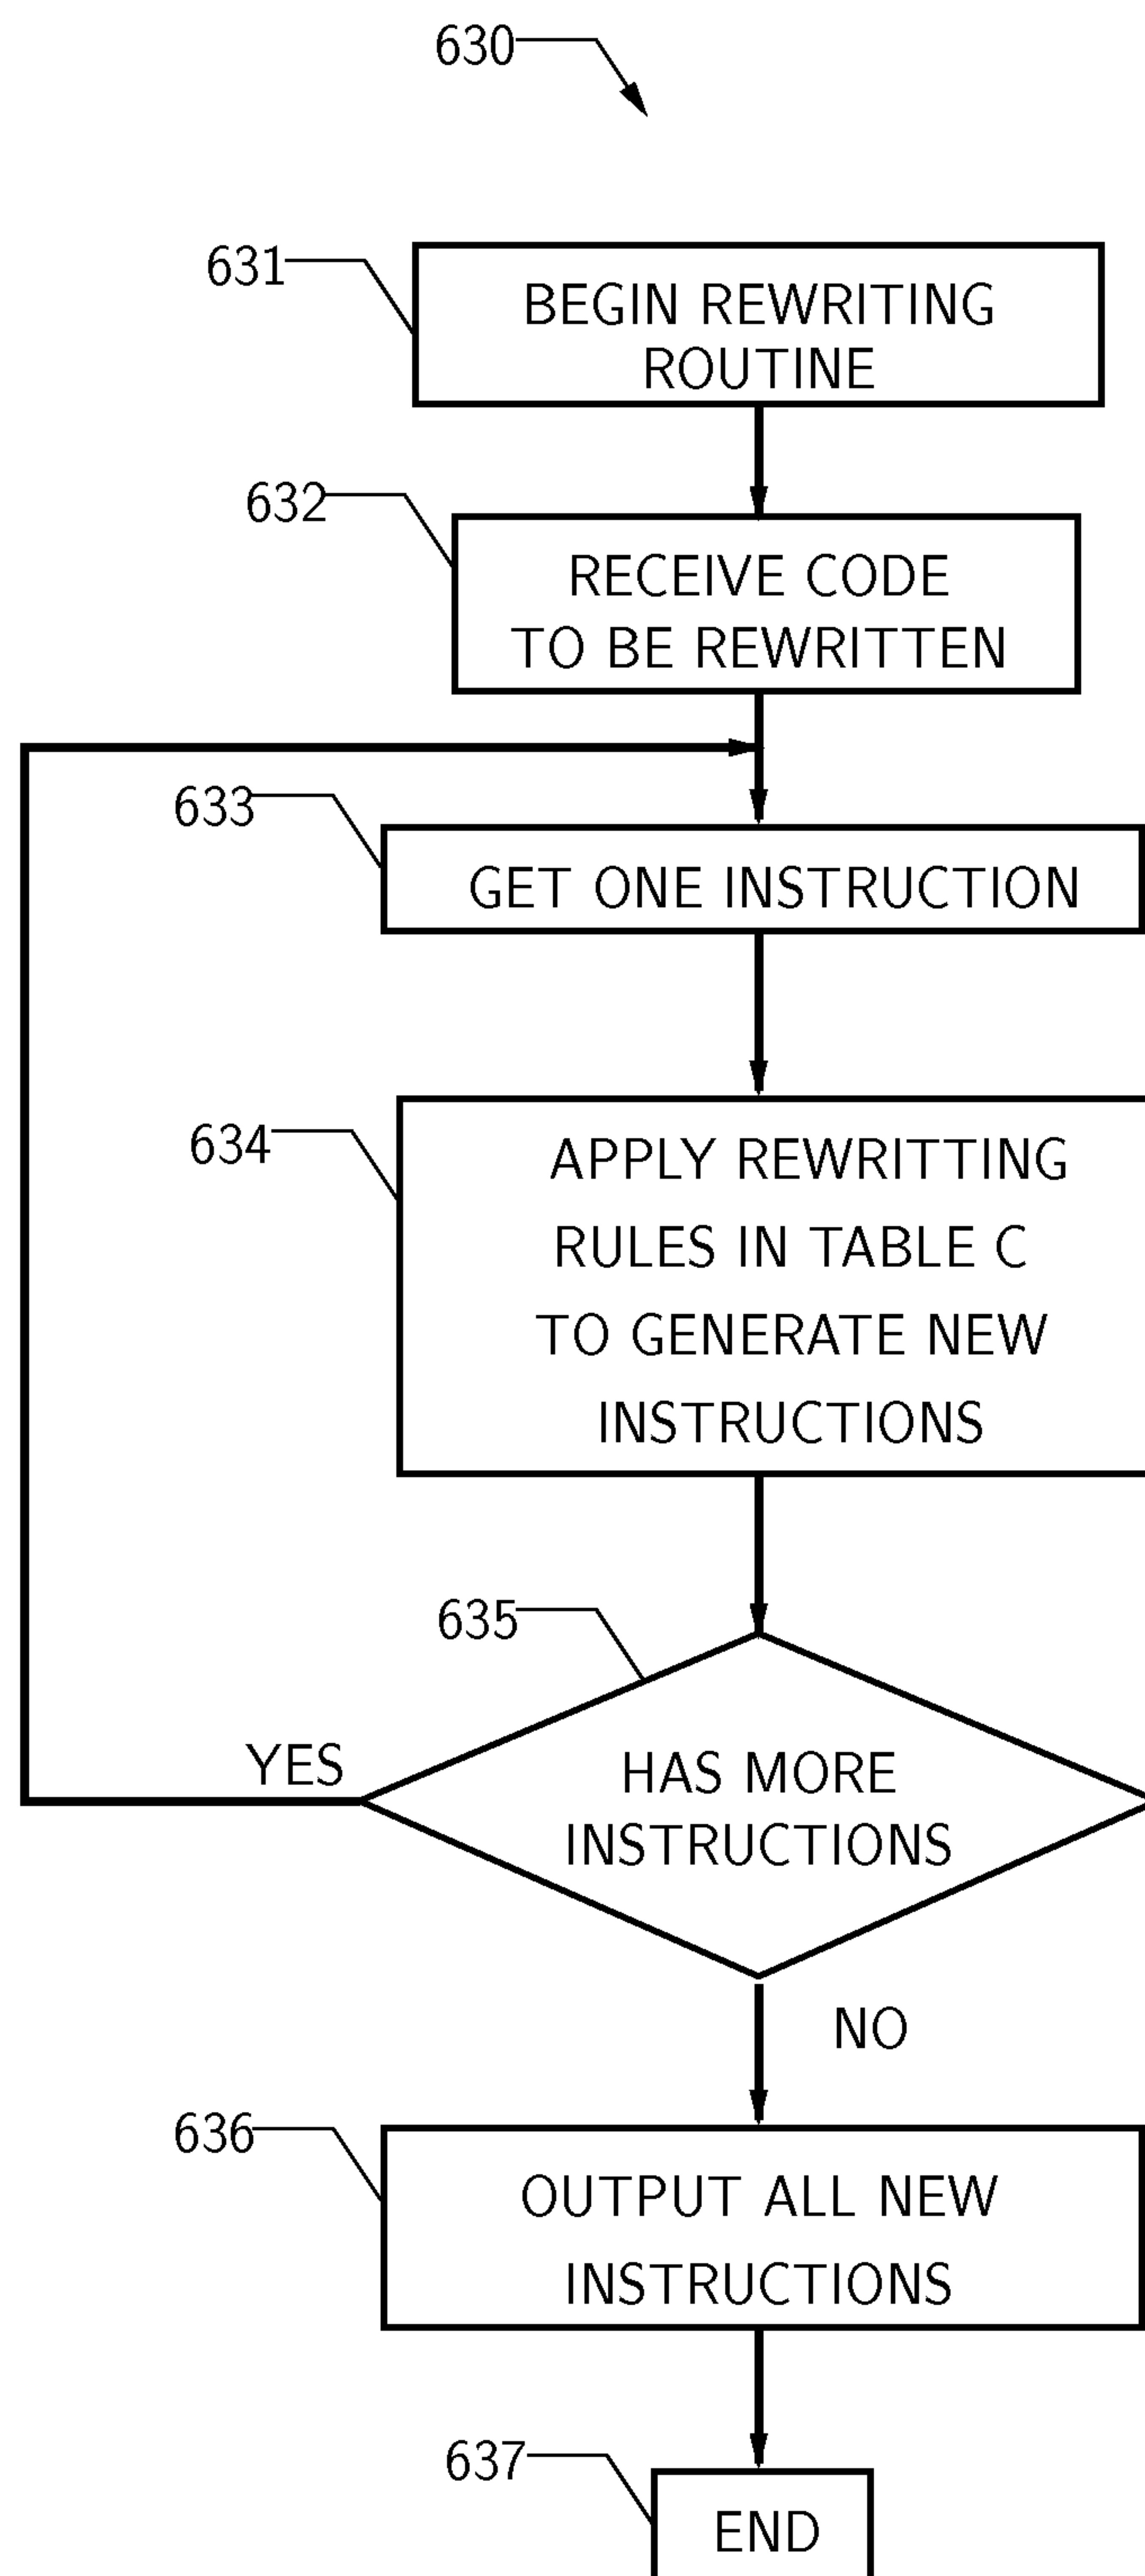 630
631
BEGIN REWRITING
ROUTINE
632
RECEIVE CODE
TO BE REWRITTEN
633
GET ONE INSTRUCTION
634
APPLY REWRITTING
RULES IN TABLE C
TO GENERATE NEW
INSTRUCTIONS
635
YES
HAS MORE
INSTRUCTIONS
NO
636
OUTPUT ALL NEW
INSTRUCTIONS
637
END